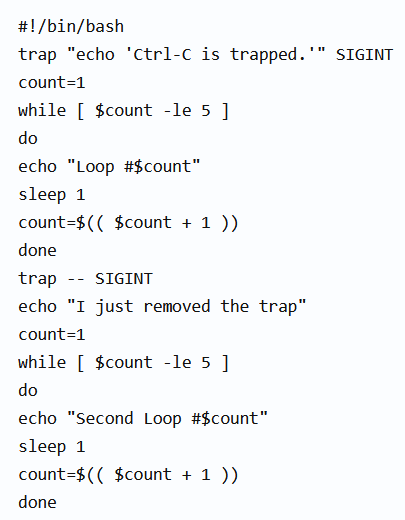 #!/bin/bash
trap "echo 'Ctrl-C is trapped.'" SIGINT
count=1
while [ $count -le 5 ]
do
echo "Loop #$count"
sleep 1
count=$(( $count + 1 ))
done
trap -- SIGINT
echo "I just removed the trap"
count=1
while [ $count -le 5 ]
do
echo "Second Loop #$count"
sleep 1
count=$(( $count + 1 ))
done